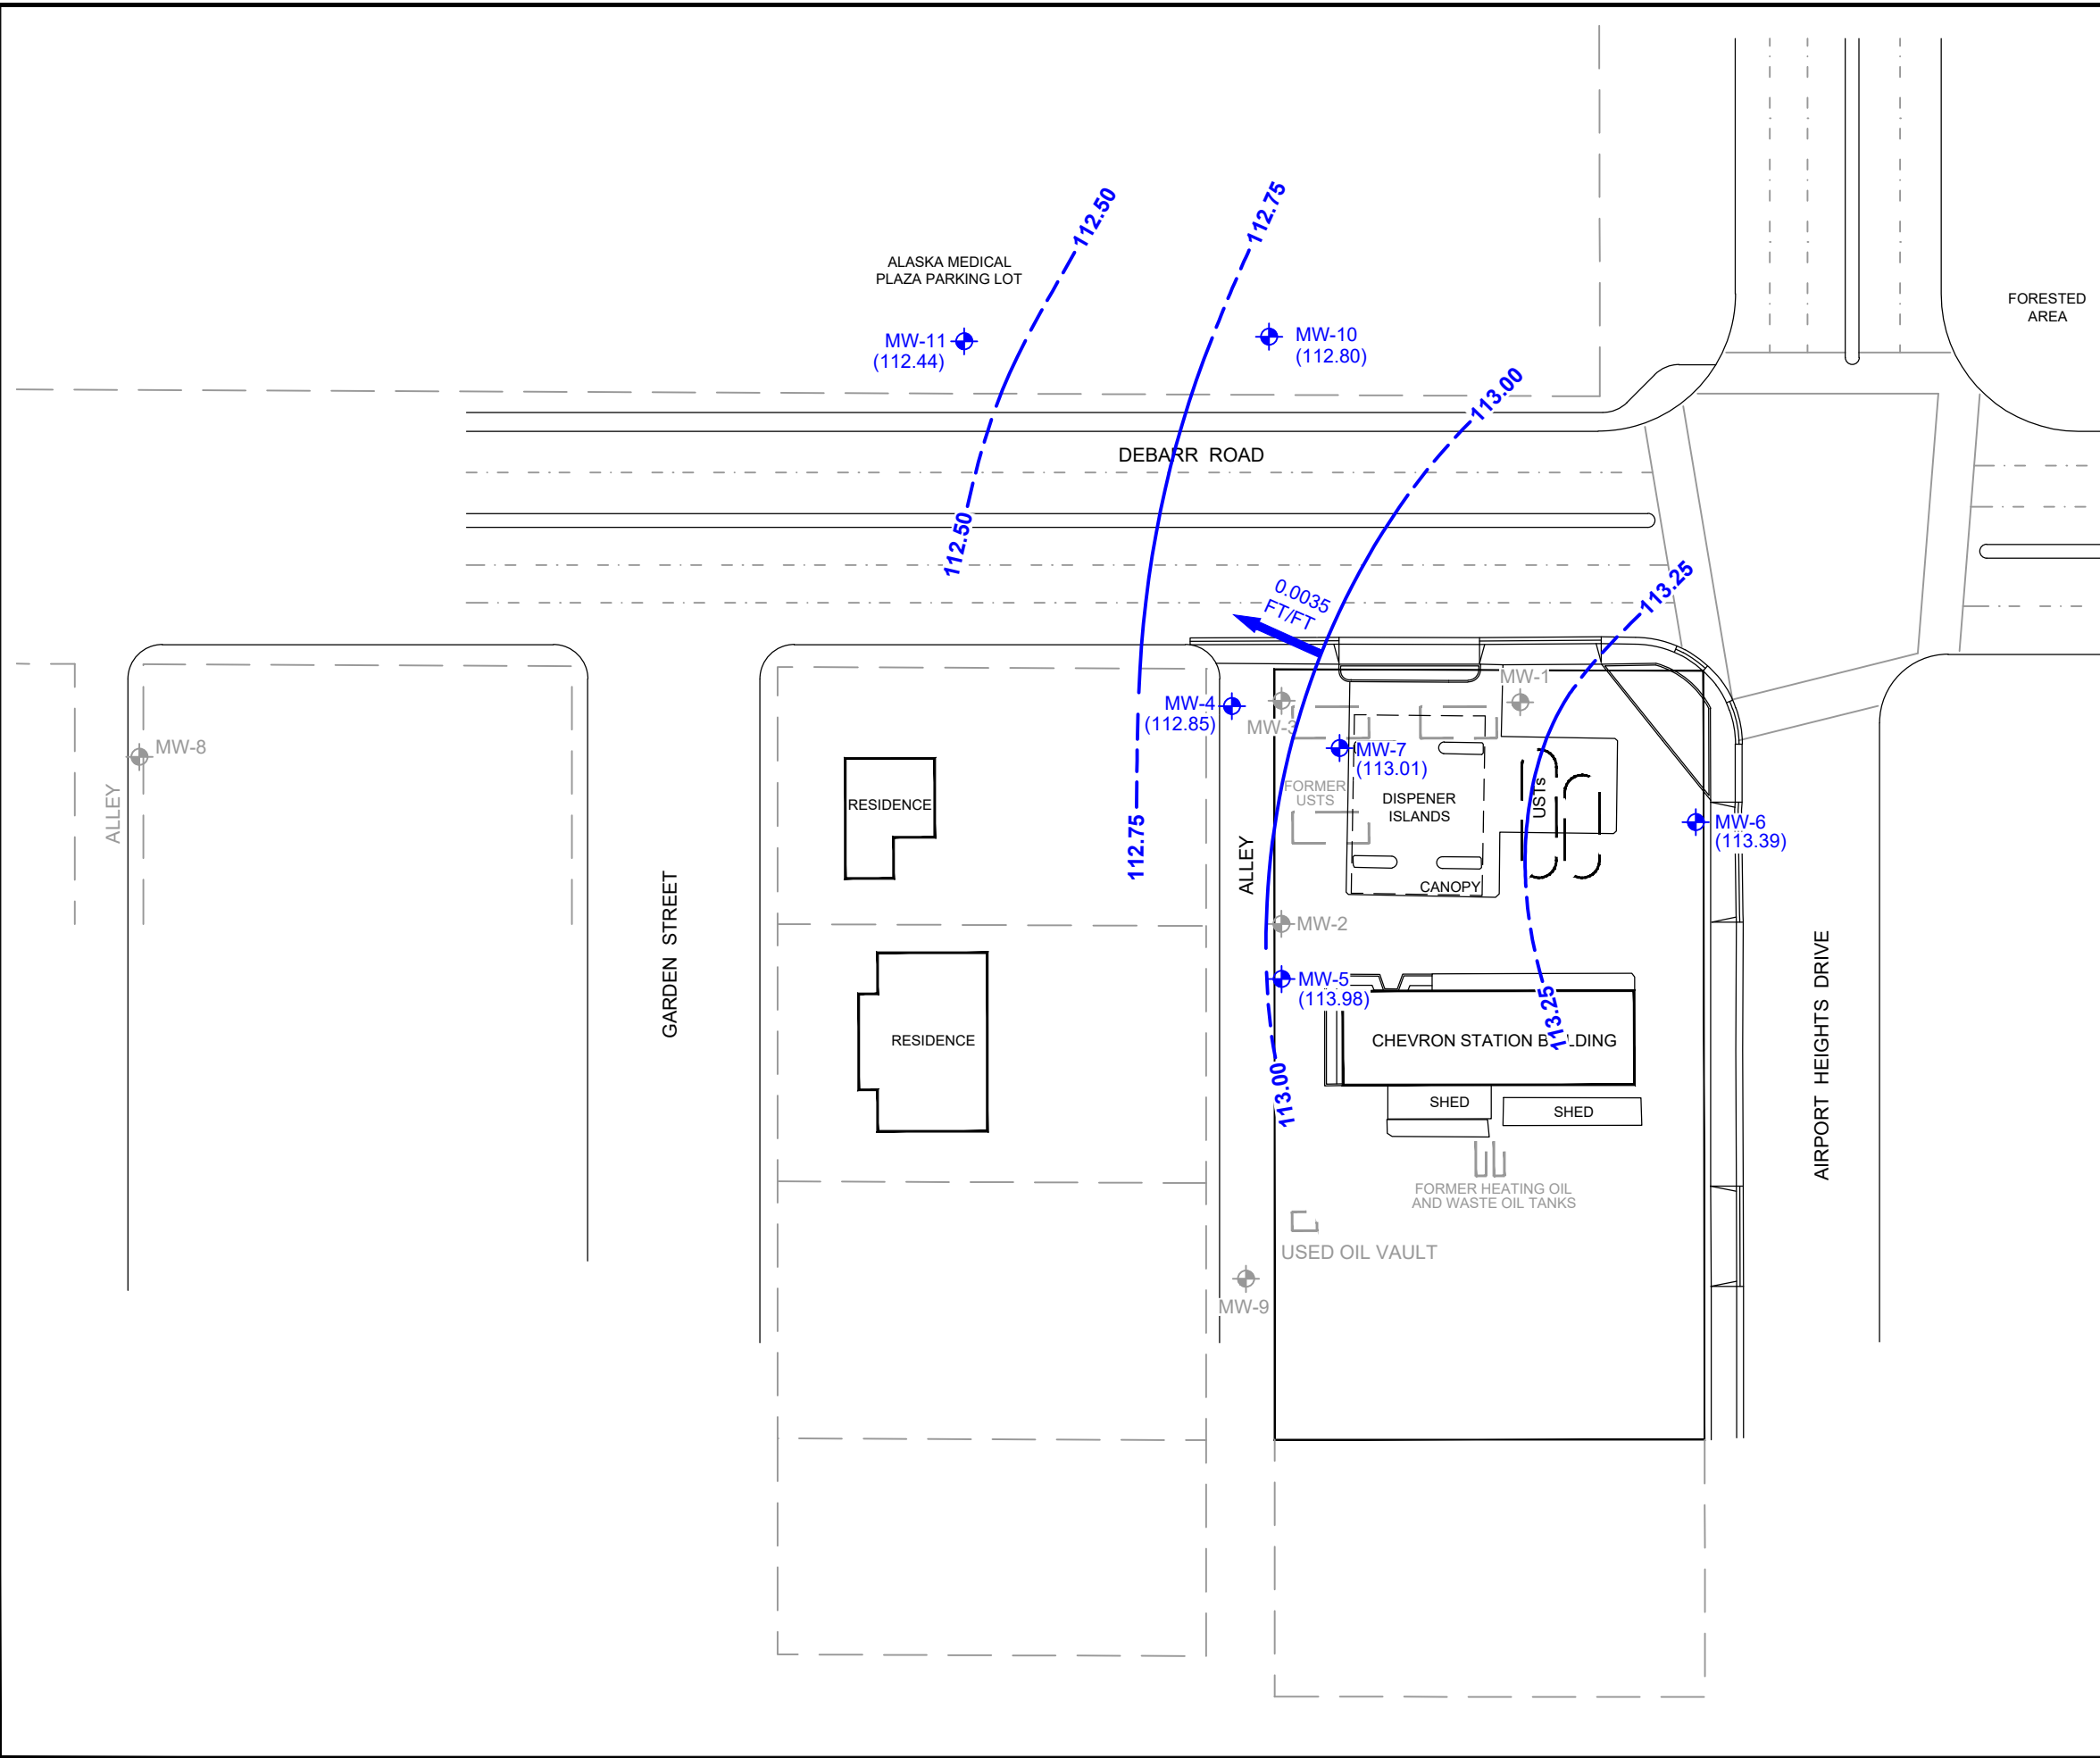 112.50
112.75
ALASKA MEDICAL
PLAZA PARKING LOT
FORESTED
AREA
MW-11
(112.44)
MW-10
(112.80)
113.00
DEBARR ROAD
112.50
113.25
0.0035
FT/FT
MW-1
MW-4
(112.85)
MW-3
MW-8
MW-7
(113.01)
ALLEY
RESIDENCE
112.75
FORMER
USTS
DISPENER
ISLANDS
USTs
MW-6
(113.39)
ALLEY
CANOPY
GARDEN STREET
MW-2
AIRPORT HEIGHTS DRIVE
MW-5
(113.98)
113.25
RESIDENCE
CHEVRON STATION B LDING
113.00
SHED
SHED
FORMER HEATING OIL
AND WASTE OIL TANKS
USED OIL VAULT
MW-9